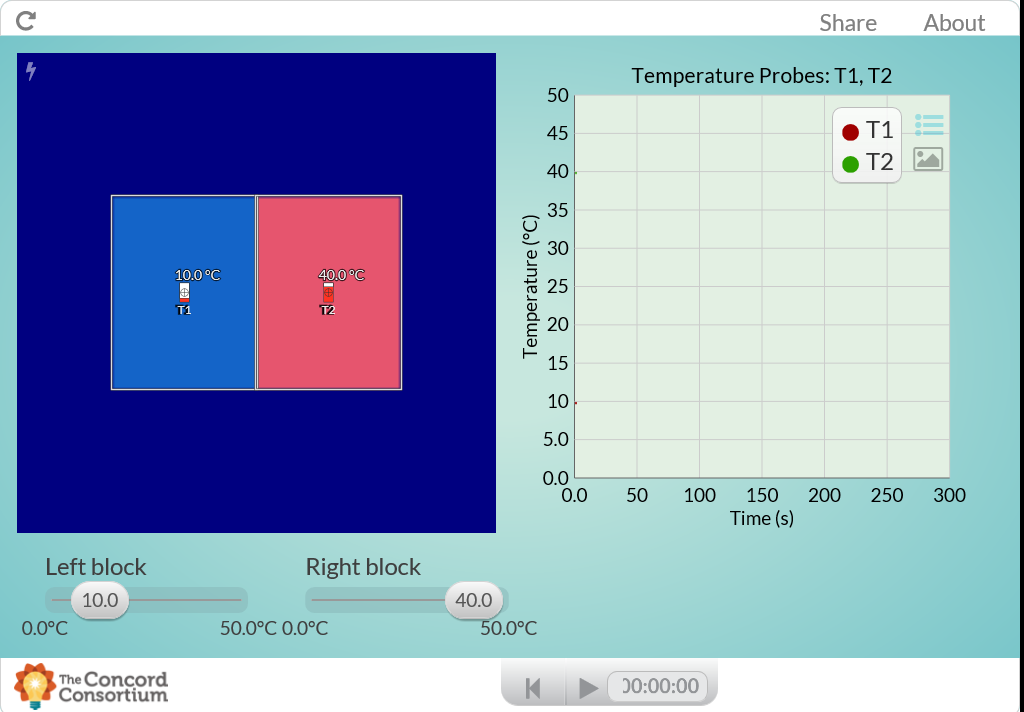 Share About
Temperature Probes: T1, T2
50
45
40
35
30
25
20
15
10
5.0
0.0
Temperature (°C)
T1
T2
10.0 °C
40.0 °C
T1
T2
0.0 50 100 150 200 250 300
Time (s)
Left block
Right block
10.0
40.0
0.0°C 50.0°C 0.0°C 50.0°C
The Concord
Consortium
00:00:00